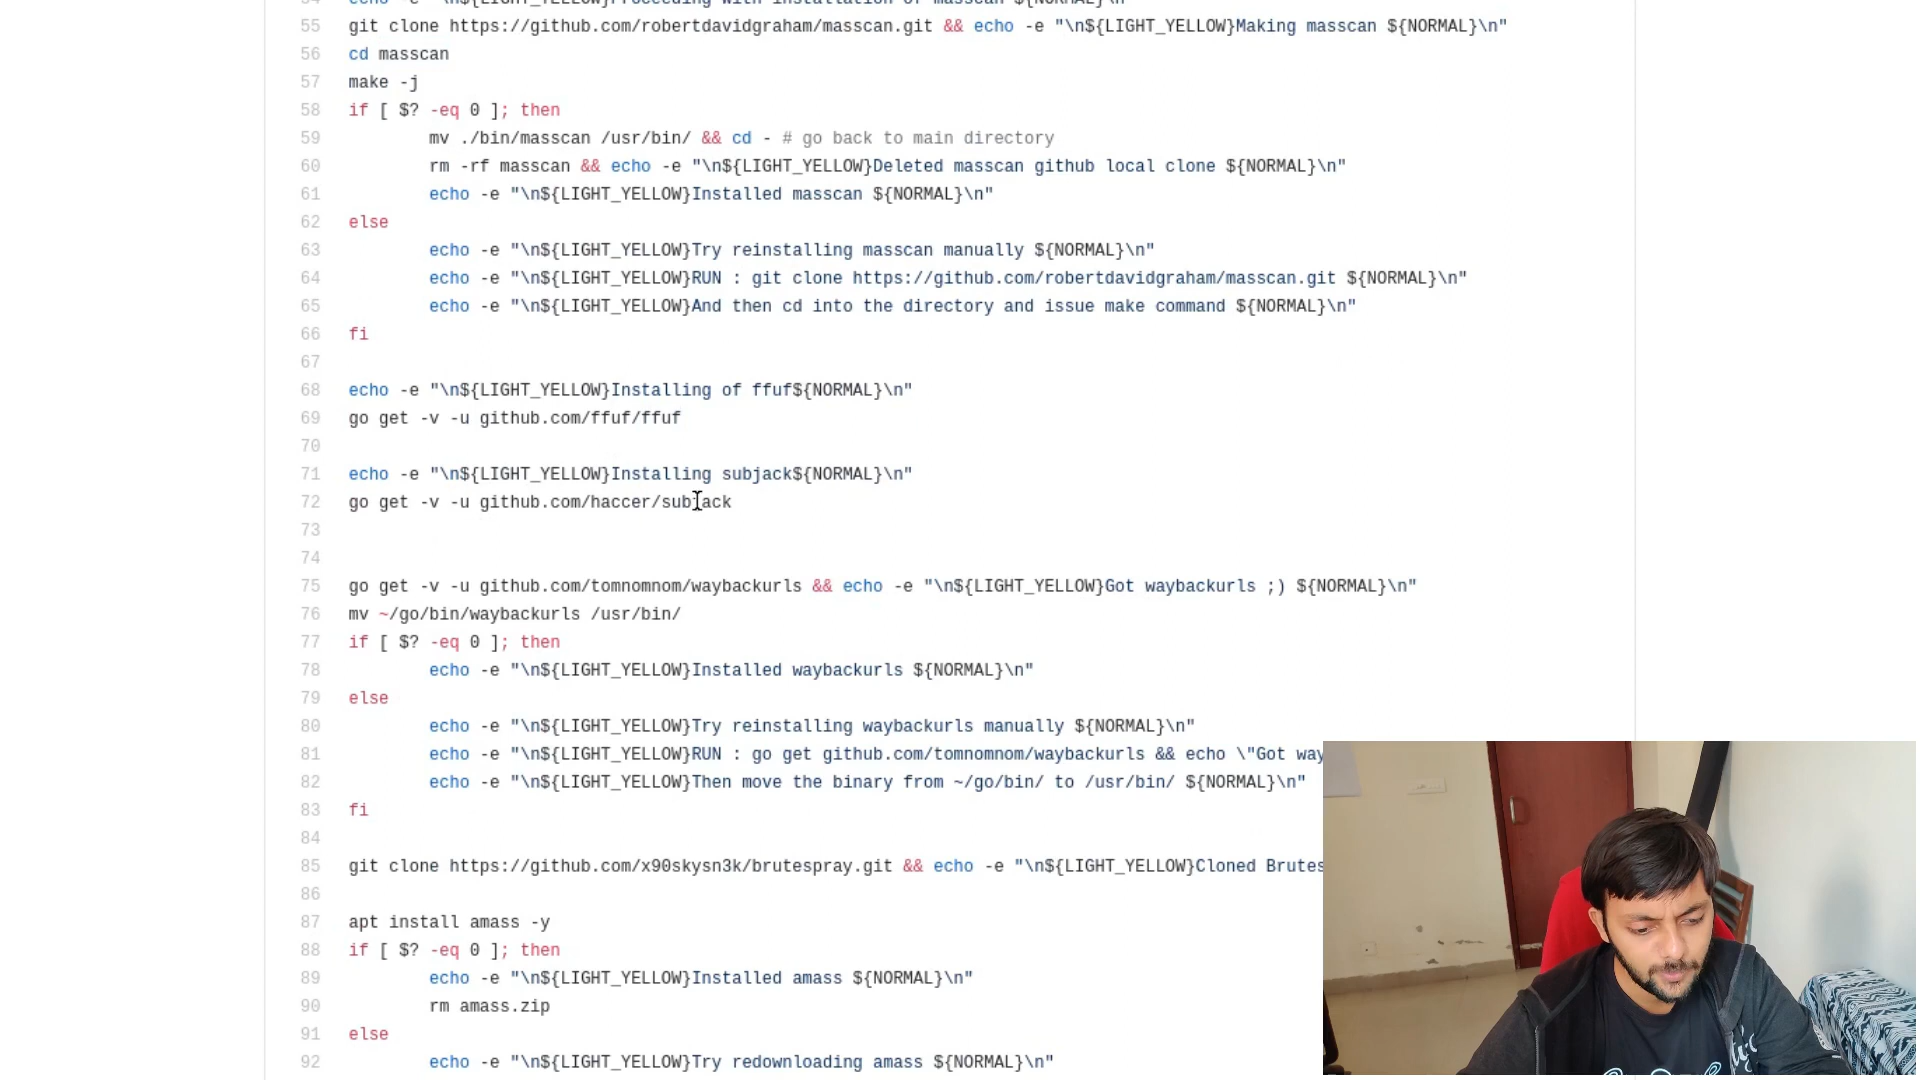 54 echo -e "\n${LIGHT_YELLOW}Proceeding with installation of masscan ${NORMAL}\n"
55 git clone https://github.com/robertdavidgraham/masscan.git && echo -e "\n${LIGHT_YELLOW}Making masscan ${NORMAL}\n"
56 cd masscan
57 make -j
58 if [ $? -eq 0 ]; then
59 mv ./bin/masscan /usr/bin/ && cd - # go back to main directory
60 rm -rf masscan && echo -e "\n${LIGHT_YELLOW}Deleted masscan github local clone ${NORMAL}\n"
61 echo -e "\n${LIGHT_YELLOW}Installed masscan ${NORMAL}\n"
62 else
63 echo -e "\n${LIGHT_YELLOW}Try reinstalling masscan manually ${NORMAL}\n"
64 echo -e "\n${LIGHT_YELLOW}RUN : git clone https://github.com/robertdavidgraham/masscan.git ${NORMAL}\n"
65 echo -e "\n${LIGHT_YELLOW}And then cd into the directory and issue make command ${NORMAL}\n"
66 fi
67
68 echo -e "\n${LIGHT_YELLOW}Installing of ffuf${NORMAL}\n"
69 go get -v -u github.com/ffuf/ffuf
70
71 echo -e "\n${LIGHT_YELLOW}Installing subjack${NORMAL}\n"
72 go get -v -u github.com/haccer/subjack
73
74
75 go get -v -u github.com/tomnomnom/waybackurls && echo -e "\n${LIGHT_YELLOW}Got waybackurls ;) ${NORMAL}\n"
76 mv ~/go/bin/waybackurls /usr/bin/
77 if [ $? -eq 0 ]; then
78 echo -e "\n${LIGHT_YELLOW}Installed waybackurls ${NORMAL}\n"
79 else
80 echo -e "\n${LIGHT_YELLOW}Try reinstalling waybackurls manually ${NORMAL}\n"
81 echo -e "\n${LIGHT_YELLOW}RUN : go get github.com/tomnomnom/waybackurls && echo \"Got way
82 echo -e "\n${LIGHT_YELLOW}Then move the binary from ~/go/bin/ to /usr/bin/ ${NORMAL}\n"
83 fi
84
85 git clone https://github.com/x90skysn3k/brutespray.git && echo -e "\n${LIGHT_YELLOW}Cloned Brutes
86
87 apt install amass -y
88 if [ $? -eq 0 ]; then
89 echo -e "\n${LIGHT_YELLOW}Installed amass ${NORMAL}\n"
90 rm amass.zip
91 else
92 echo -e "\n${LIGHT_YELLOW}Try redownloading amass ${NORMAL}\n"